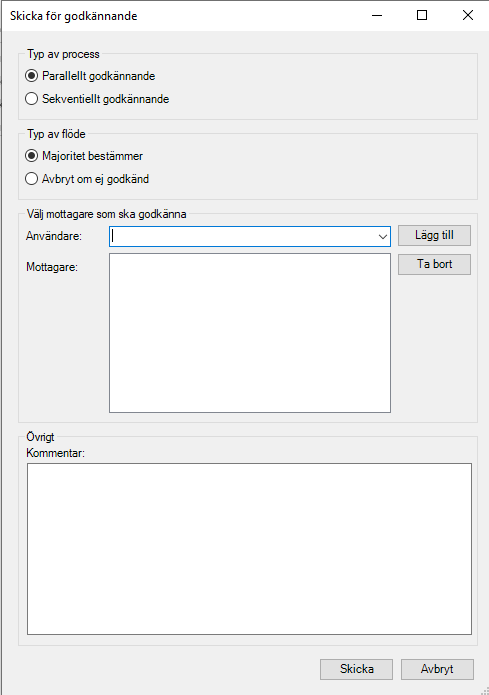 Skicka för godkännande
Typ av process
Parallellt godkännande
Sekventiellt godkännande
Typ av flöde
Majoritet bestämmer
Avbryt om ej godkänd
Välj mottagare som ska godkänna
Användare:
Lägg till
Mottagare:
Ta bort
Övrigt
Kommentar:
Skicka
Avbryt